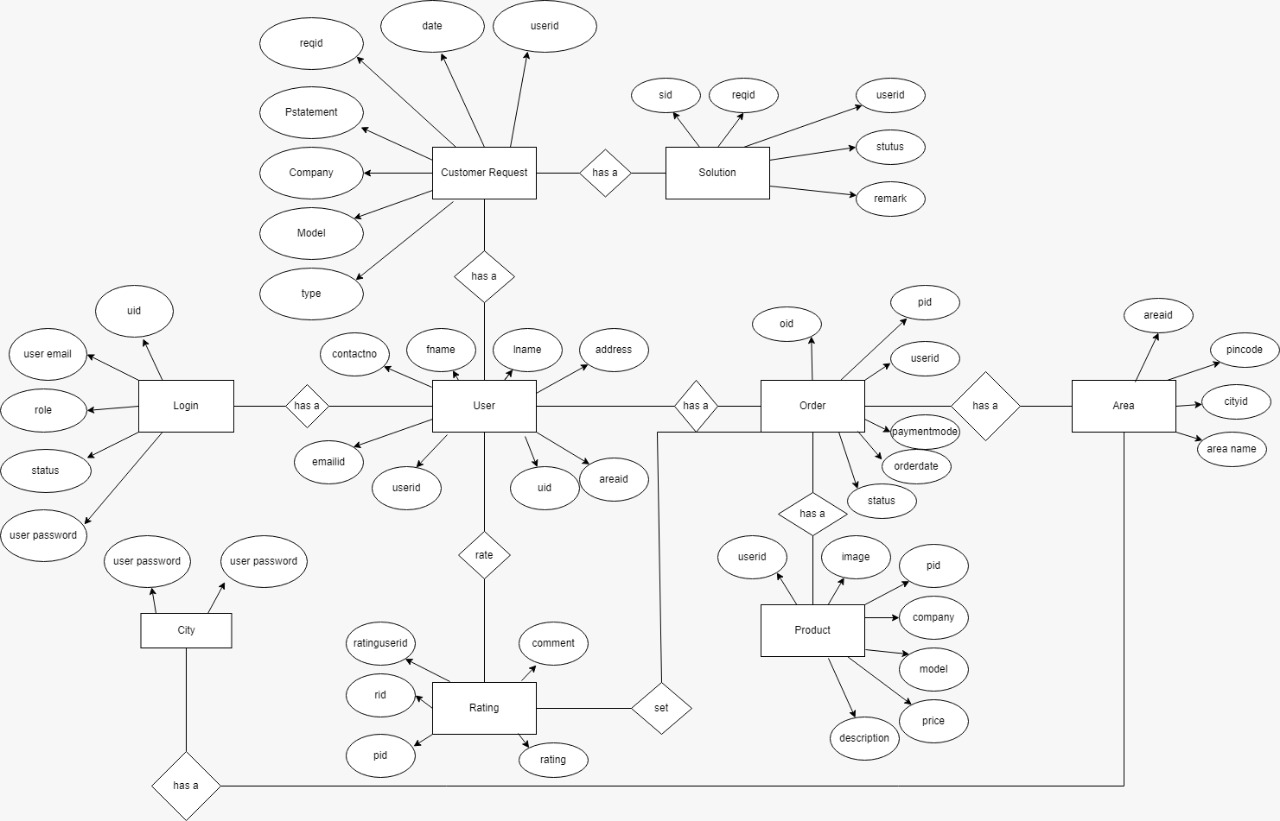 reqid
date
userid
Pstatement
Company
Model
type
Customer Request
has a
Solution
sid
reqid
userid
stutus
remark
has a
uid
user email
role
status
user password
Login
has a
contactno
fname
lname
address
User
emailid
userid
uid
areaid
has a
oid
pid
userid
Order
paymentmode
orderdate
status
has a
areaid
pincode
cityid
area name
Area
has a
userid
image
pid
company
model
price
description
Product
rate
user password
user password
City
ratinguserid
comment
rid
Rating
pid
rating
set
has a